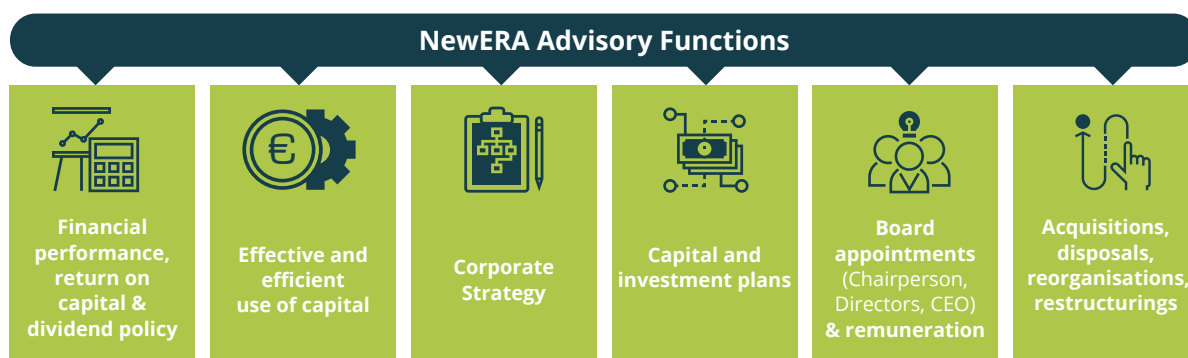 NewERA Advisory Functions
Financial
performance,
return on
capital &
dividend policy
€
Effective and
efficient
use of capital
Corporate
Strategy
Capital and
investment plans
Board
appointments
(Chairperson,
Directors, CEO)
& remuneration
Acquisitions,
disposals,
reorganisations,
restructurings